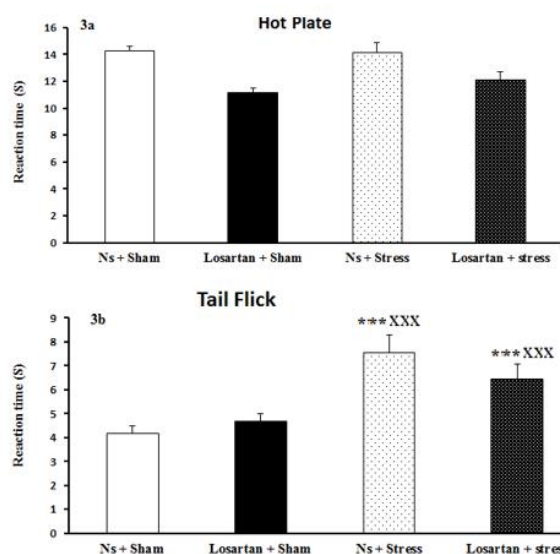 3a
Hot Plate
Reaction time (S)
16
14
12
10
8
6
4
2
0
Ns + Sham
Losartan + Sham
Ns + Stress
Losartan + stress
Tail Flick
3b
Reaction time (S)
9
8
7
6
5
4
3
2
1
0
***XXX
***XXX
Ns + Sham
Losartan + Sham
Ns + Stress
Losartan + stress